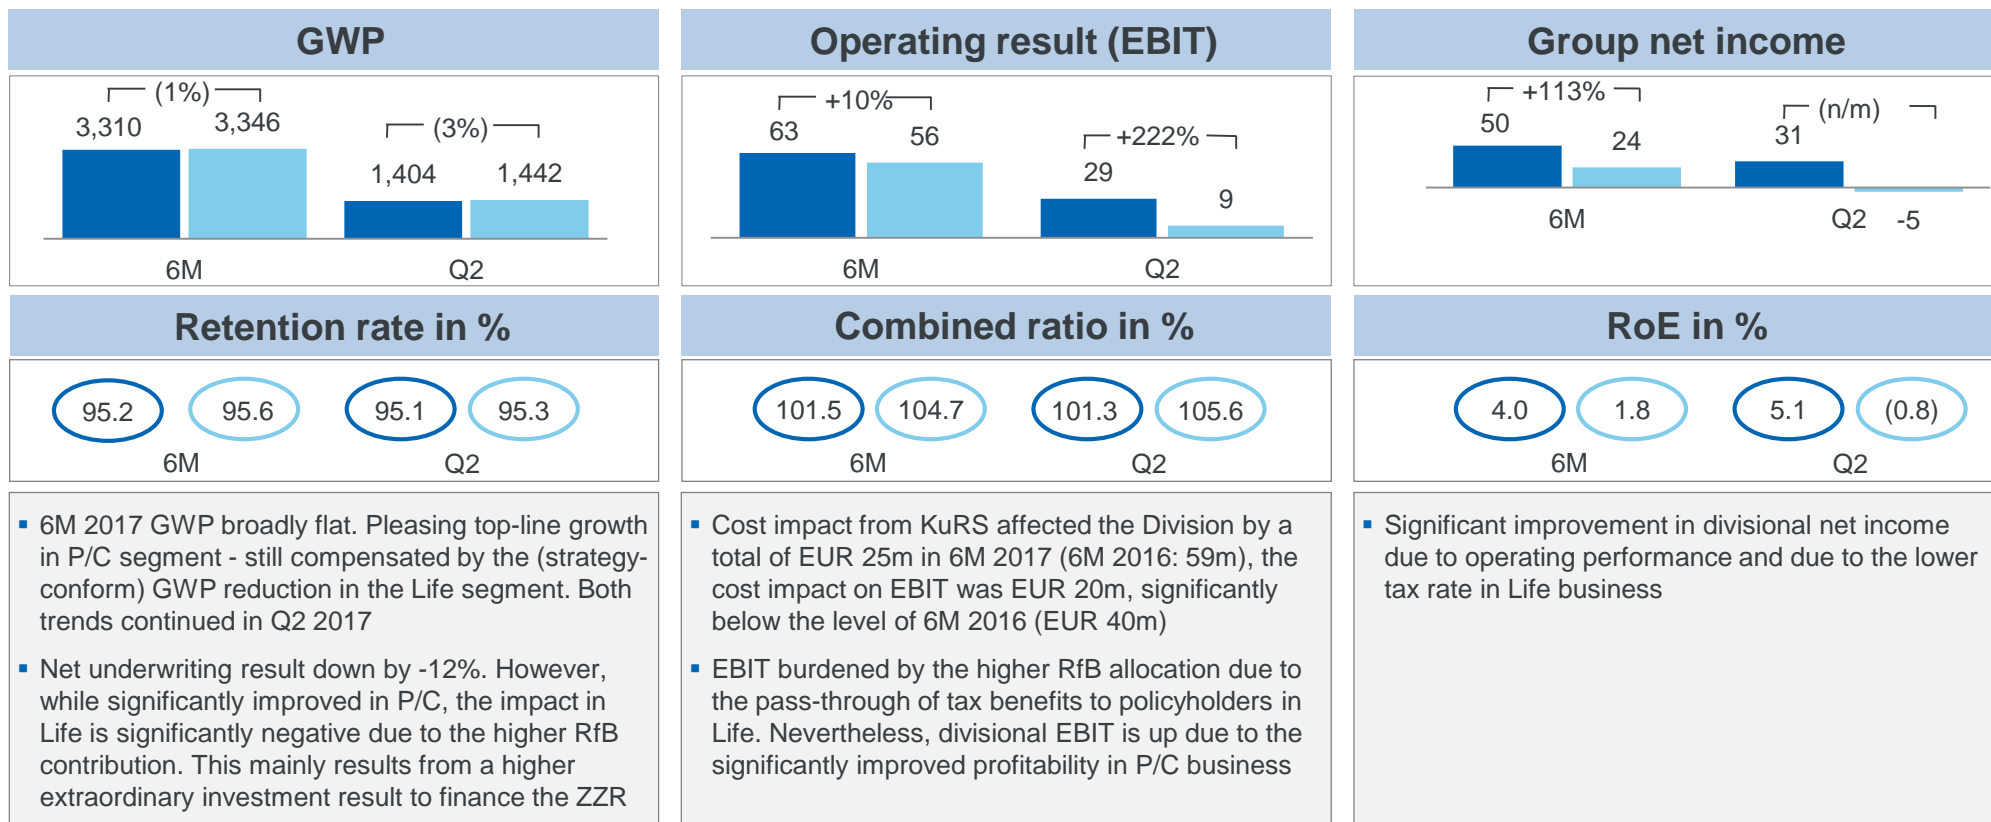 GWP
(1%)
3,310
3,346
(3%)
1,404
1,442
6M
Q2
Operating result (EBIT)
+10%
63
56
+222%
29
9
6M
Q2
Group net income
+113%
50
24
(n/m)
31
-5
6M
Q2
Retention rate in %
95.2
95.6
95.1
95.3
6M
Q2
Combined ratio in %
101.5
104.7
101.3
105.6
6M
Q2
RoE in %
4.0
1.8
5.1
(0.8)
6M
Q2
▪ 6M 2017 GWP broadly flat. Pleasing top-line growth
in P/C segment - still compensated by the (strategy-
conform) GWP reduction in the Life segment. Both
trends continued in Q2 2017
▪ Net underwriting result down by -12%. However,
while significantly improved in P/C, the impact in
Life is significantly negative due to the higher RfB
contribution. This mainly results from a higher
extraordinary investment result to finance the ZZR
▪ Cost impact from KuRS affected the Division by a
total of EUR 25m in 6M 2017 (6M 2016: 59m), the
cost impact on EBIT was EUR 20m, significantly
below the level of 6M 2016 (EUR 40m)
▪ EBIT burdened by the higher RfB allocation due to
the pass-through of tax benefits to policyholders in
Life. Nevertheless, divisional EBIT is up due to the
significantly improved profitability in P/C business
▪ Significant improvement in divisional net income
due to operating performance and due to the lower
tax rate in Life business